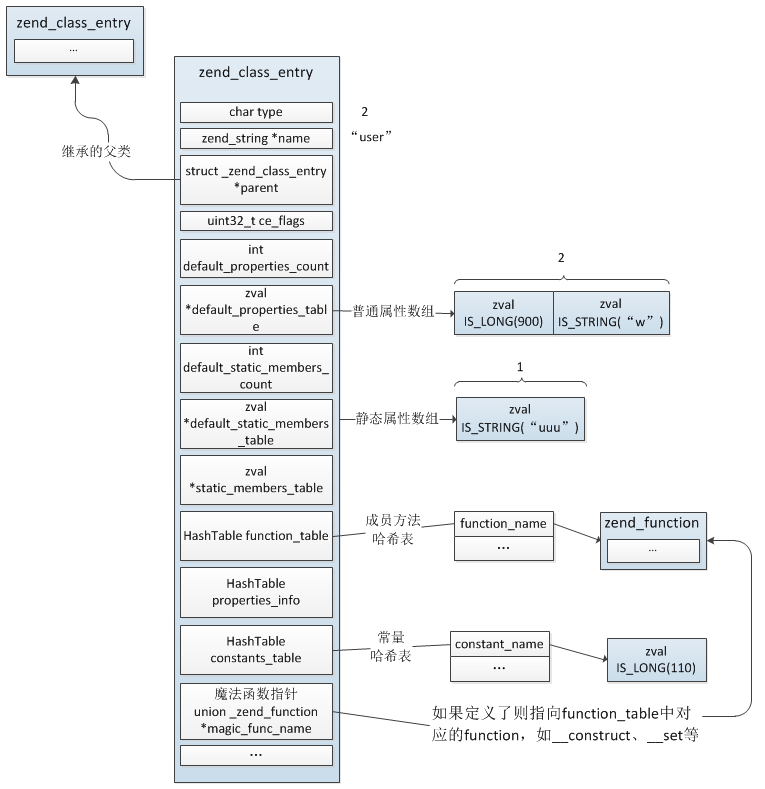 zend_class_entry
...
继承的父类
zend_class_entry
char type
2
zend_string *name
“user”
struct _zend_class_entry
*parent
uint32_t ce_flags
int
default_properties_count
zval
*default_properties_tabl
e
普通属性数组
2
zval
IS_LONG(900)
zval
IS_STRING(“w”)
int
default_static_members_
count
zval
*default_static_members
_table
静态属性数组
1
zval
IS_STRING(“uuu”)
zval
*static_members_table
HashTable function_table
成员方法
哈希表
function_name
...
zend_function
...
HashTable
properties_info
HashTable
constants_table
常量
哈希表
constant_name
...
zval
IS_LONG(110)
魔法函数指针
union _zend_function
*magic_func_name
如果定义了则指向function_table中对
应的function，如__construct、__set等
...